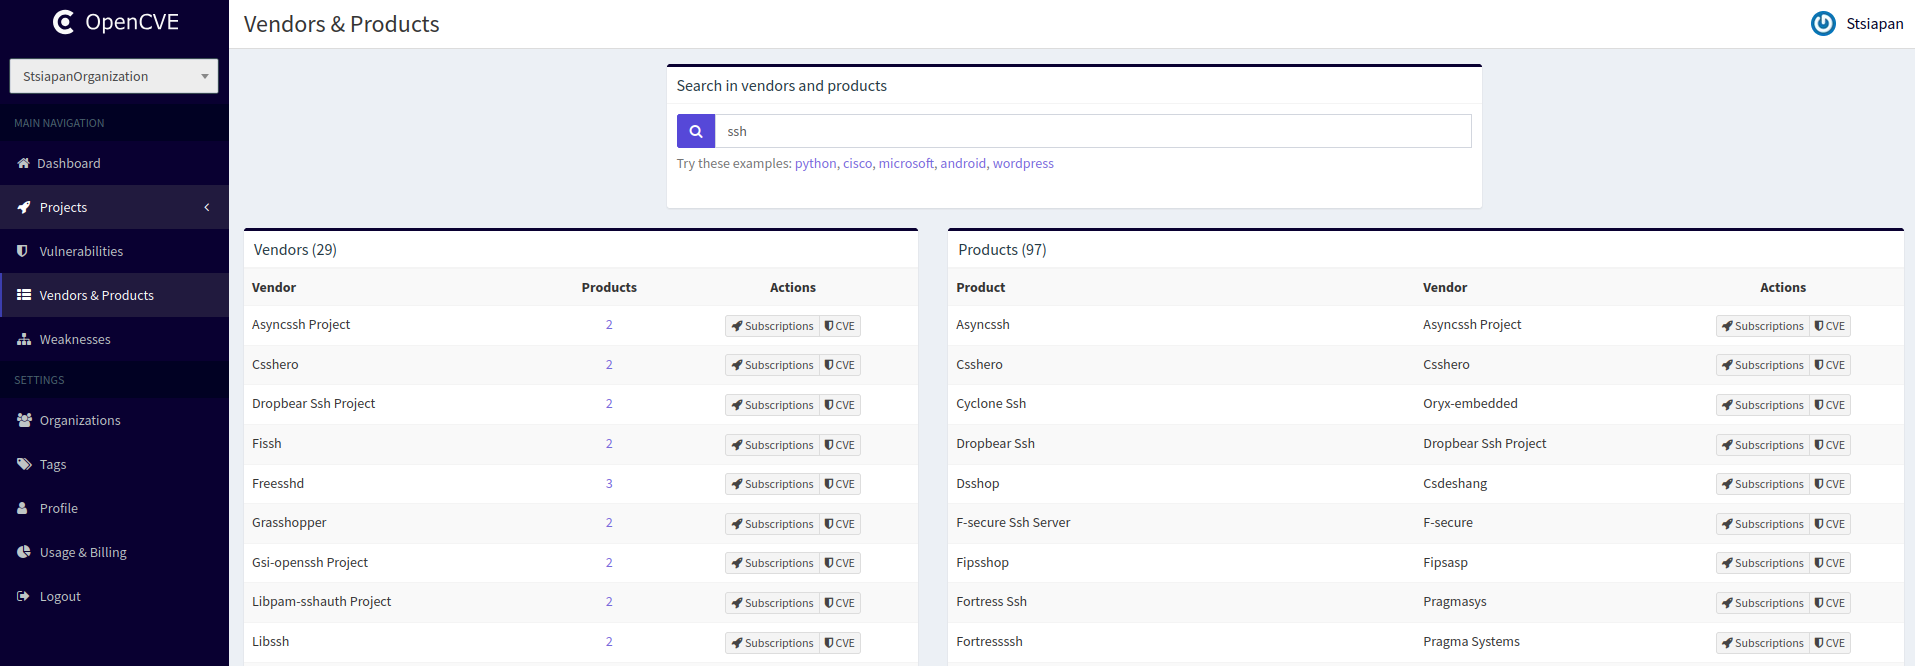 OpenCVE
Vendors & Products
Stsiapan
StsiapanOrganization
MAIN NAVIGATION
Dashboard
Projects
Vulnerabilities
Vendors & Products
Weaknesses
SETTINGS
Organizations
Tags
Profile
Usage & Billing
Logout
Search in vendors and products
ssh
Try these examples: python, cisco, microsoft, android, wordpress
Vendors (29)
Vendor Products Actions
Asyncssh Project 2 Subscriptions CVE
Csshero 2 Subscriptions CVE
Dropbear Ssh Project 2 Subscriptions CVE
Fissh 2 Subscriptions CVE
Freesshd 3 Subscriptions CVE
Grasshopper 2 Subscriptions CVE
Gsi-openssh Project 2 Subscriptions CVE
Libpam-sshauth Project 2 Subscriptions CVE
Libssh 2 Subscriptions CVE
Products (97)
Product Vendor Actions
Asyncssh Asyncssh Project Subscriptions CVE
Csshero Csshero Subscriptions CVE
Cyclone Ssh Oryx-embedded Subscriptions CVE
Dropbear Ssh Dropbear Ssh Project Subscriptions CVE
Dsshop Csdeshang Subscriptions CVE
F-secure Ssh Server F-secure Subscriptions CVE
Fipsshop Fipsasp Subscriptions CVE
Fortress Ssh Pragmasys Subscriptions CVE
Fortressssh Pragma Systems Subscriptions CVE